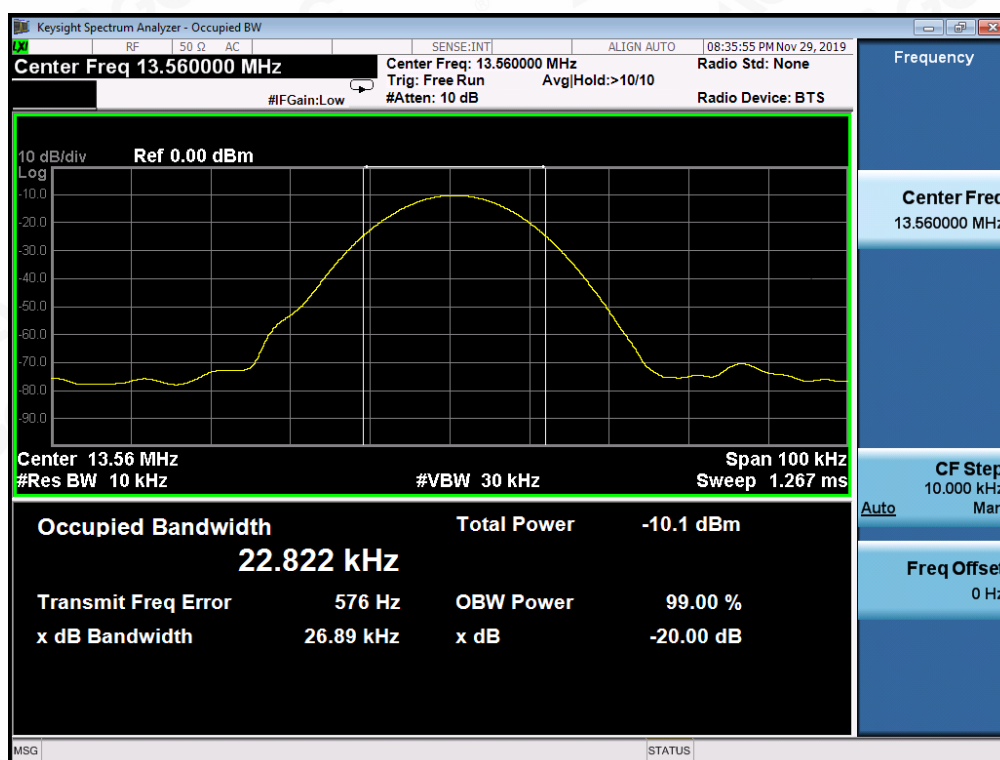 Keysight Spectrum Analyzer - Occupied BW
LXI RF 50 Ω AC SENSE:INT ALIGN AUTO 08:35:55 PM Nov 29, 2019
Center Freq 13.560000 MHz
Center Freq: 13.560000 MHz Radio Std: None
Trig: Free Run Avg|Hold:>10/10
#IFGain:Low #Atten: 10 dB Radio Device: BTS
10 dB/div Ref 0.00 dBm
Log
-10.0
-20.0
-30.0
-40.0
-50.0
-60.0
-70.0
-80.0
-90.0
Center 13.56 MHz Span 100 kHz
#Res BW 10 kHz #VBW 30 kHz Sweep 1.267 ms
Occupied Bandwidth Total Power -10.1 dBm
22.822 kHz
Transmit Freq Error 576 Hz OBW Power 99.00 %
x dB Bandwidth 26.89 kHz x dB -20.00 dB
MSG STATUS
Frequency
Center Freq
13.560000 MHz
CF Step
10.000 kHz
Auto Man
Freq Offset
0 Hz